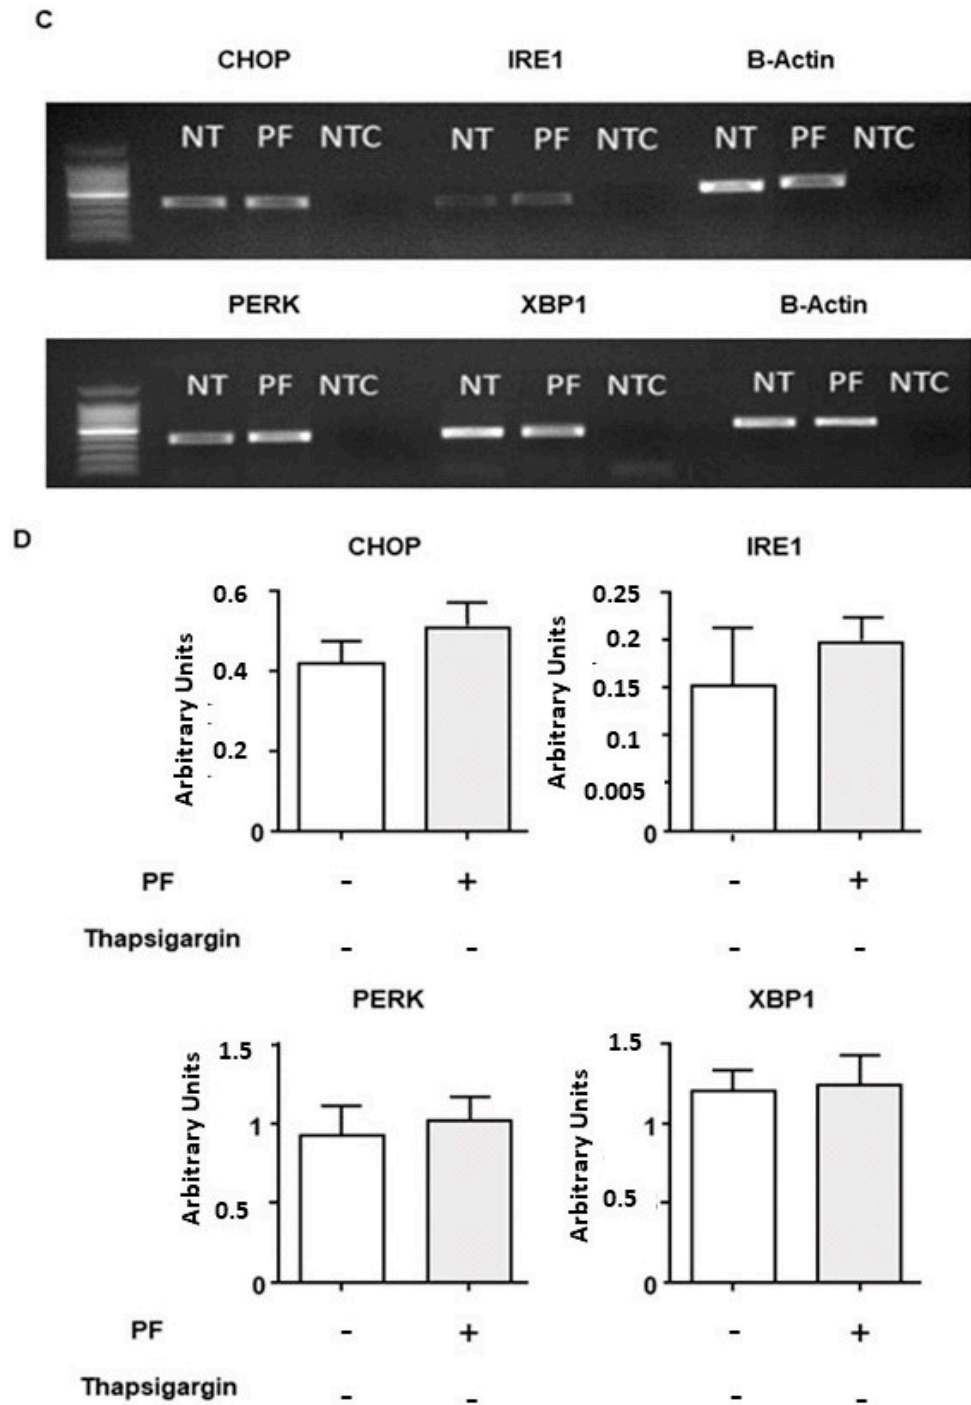 C
CHOP IRE1 B-Actin
NT PF NTC NT PF NTC NT PF NTC
PERK XBP1 B-Actin
NT PF NTC NT PF NTC NT PF NTC
D
CHOP IRE1
0.6 0.25
0.2
0.4 0.15
0.2 0.1
0.005
0 0
Arbitrary Units Arbitrary Units
PF - + - +
Thapsigargin - - - -
PERK XBP1
1.5 1.5
1 1
0.5 0.5
0 0
Arbitrary Units Arbitrary Units
PF - + - +
Thapsigargin - - - -